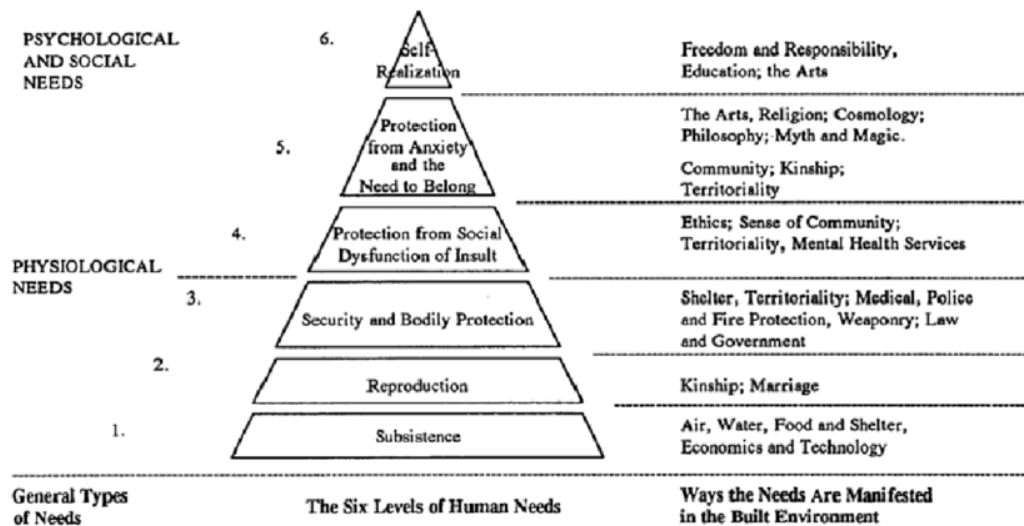 PSYCHOLOGICAL
AND SOCIAL
NEEDS
6.
Self-
Realization
Freedom and Responsibility,
Education; the Arts
5.
Protection
from Anxiety
and the
Need to Belong
The Arts, Religion; Cosmology;
Philosophy; Myth and Magic.
Community; Kinship;
Territoriality
4.
Protection from Social
Dysfunction of Insult
Ethics; Sense of Community;
Territoriality, Mental Health Services
PHYSIOLOGICAL
NEEDS
3.
Security and Bodily Protection
Shelter, Territoriality; Medical, Police
and Fire Protection, Weaponry; Law
and Government
2.
Reproduction
Kinship; Marriage
1.
Subsistence
Air, Water, Food and Shelter,
Economics and Technology
General Types
of Needs
The Six Levels of Human Needs
Ways the Needs Are Manifested
in the Built Environment